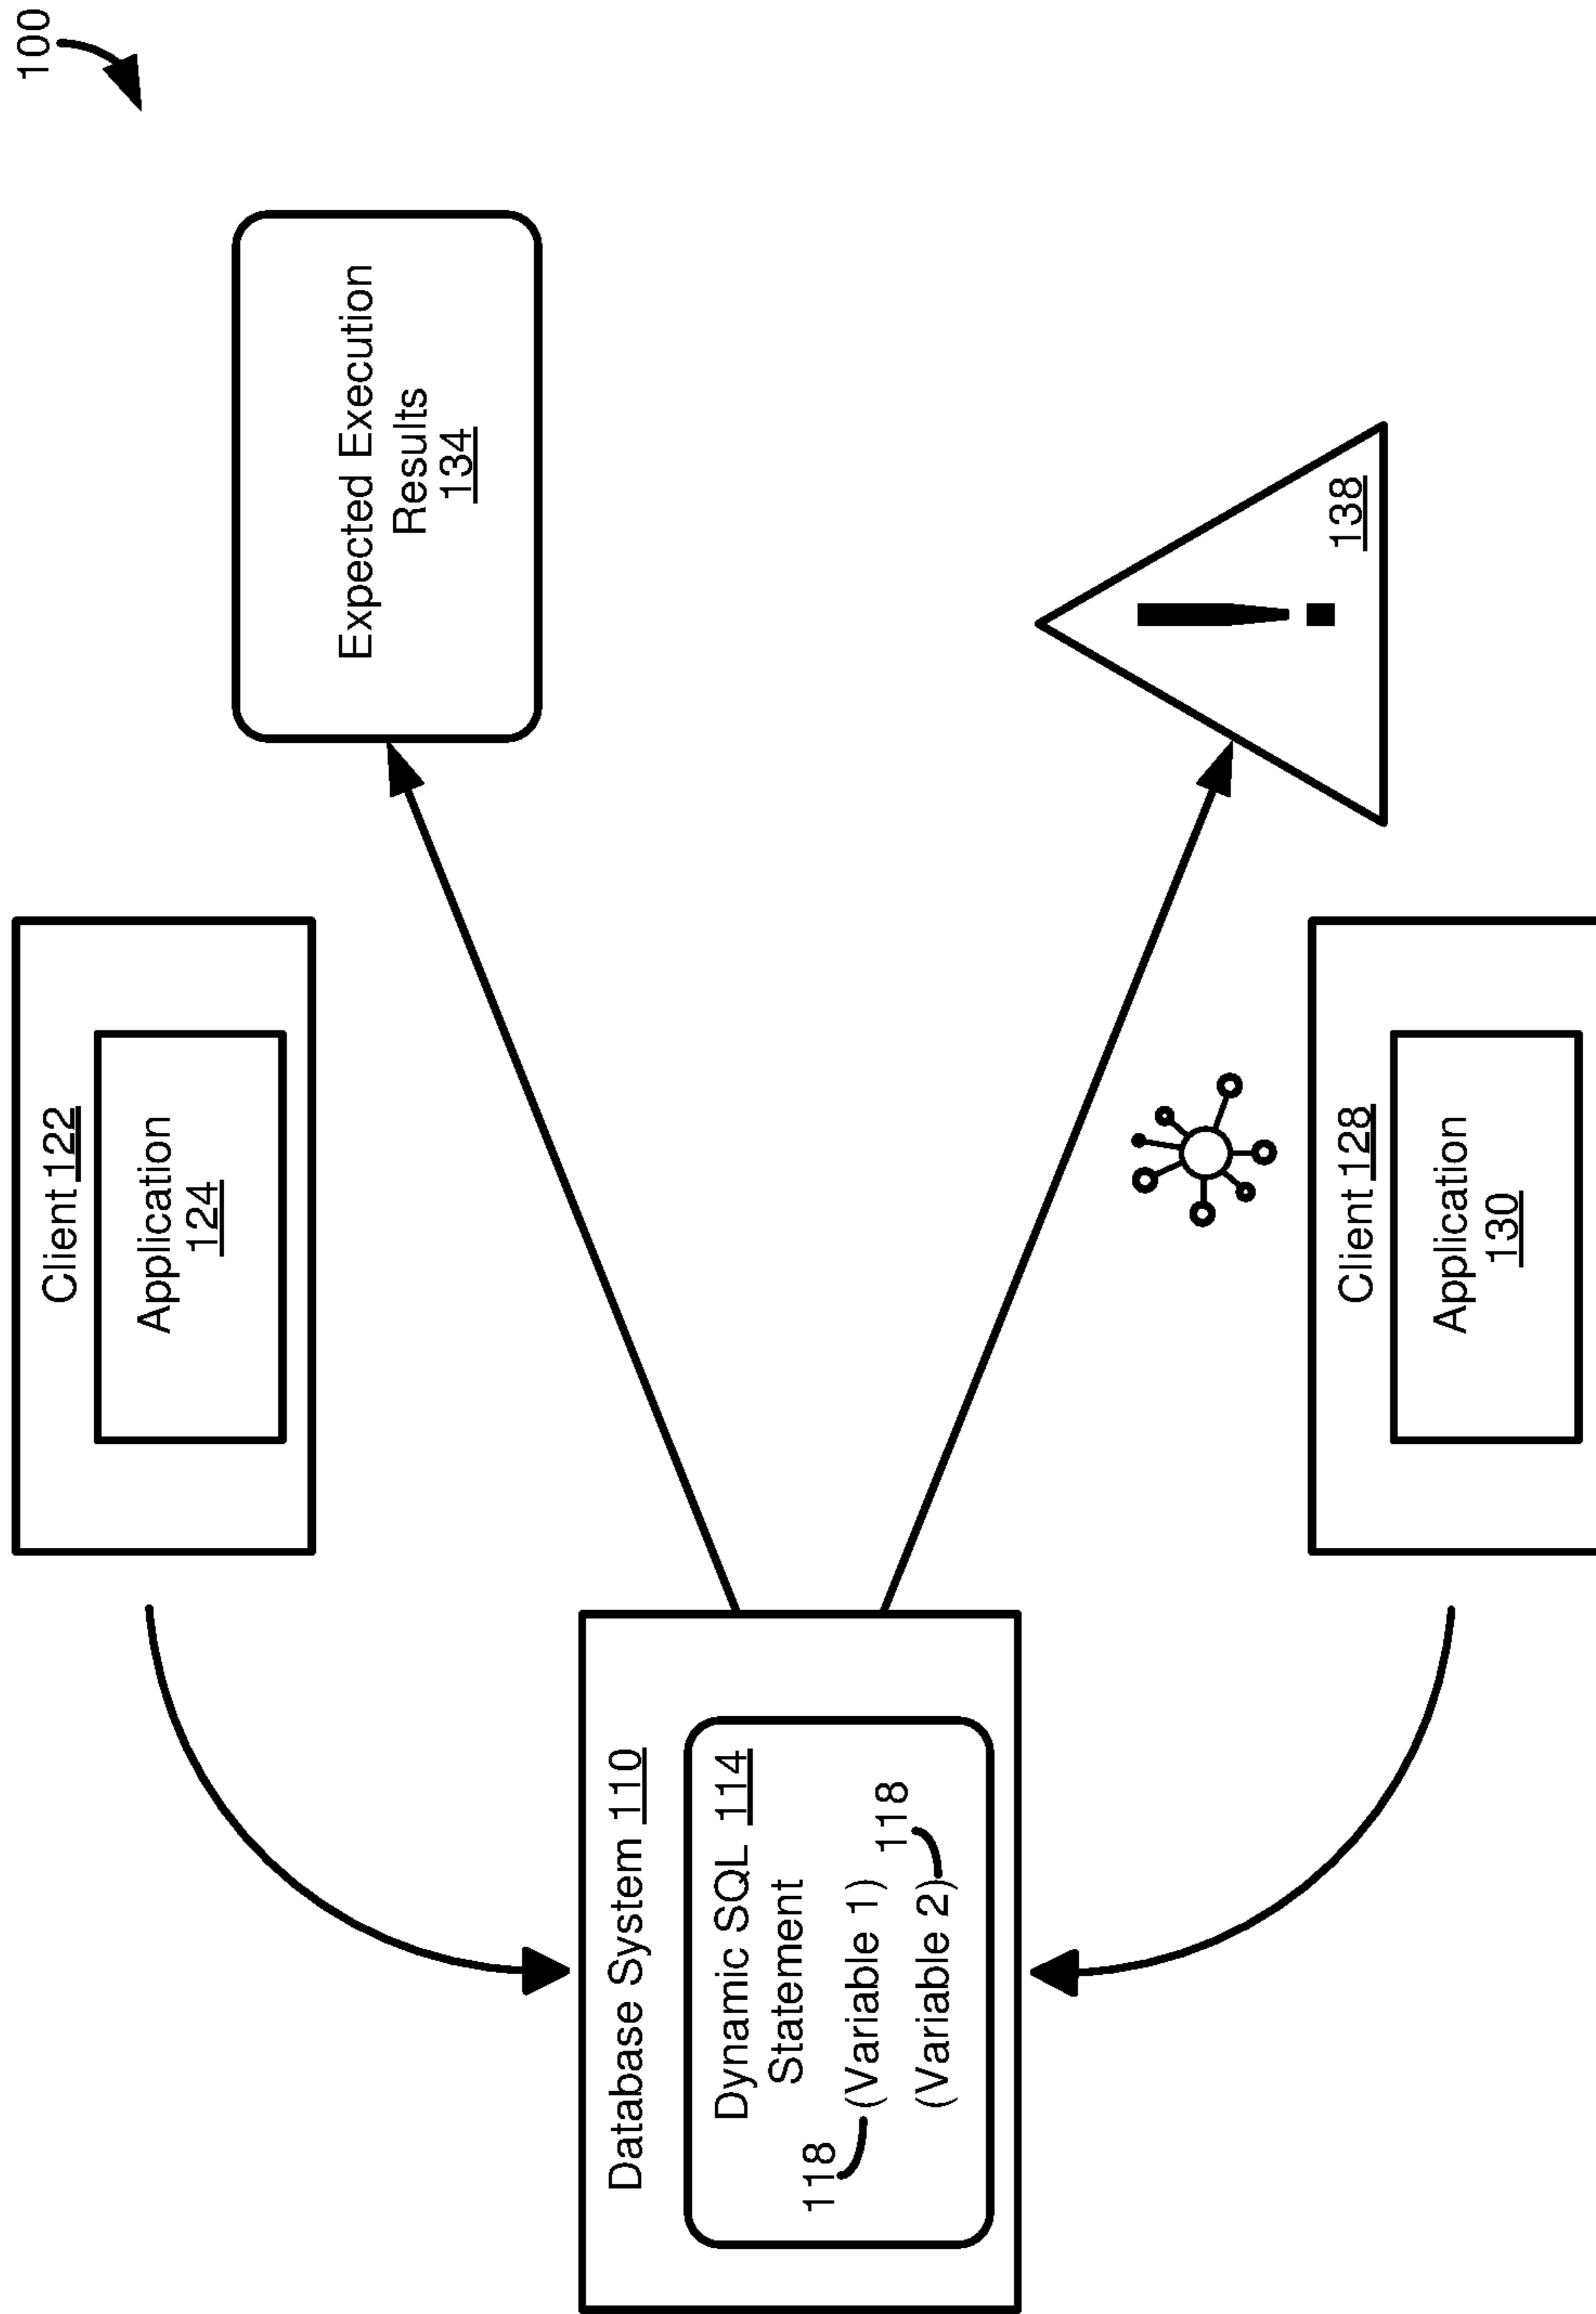 100
Client 122
Application
124
Expected Execution
Results
134
Database System 110
Dynamic SQL 114
Statement
118
(Variable 1)
118
(Variable 2)
138
Client 128
Application
130